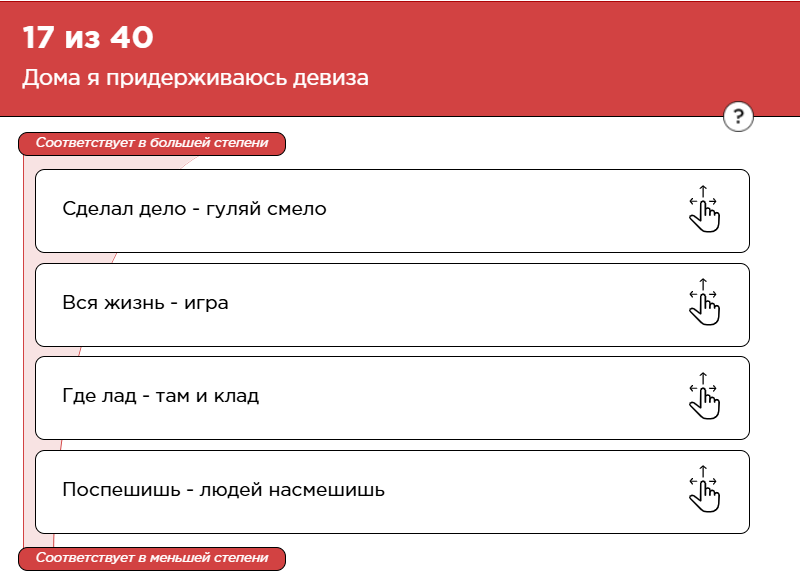 17 из 40
Дома я придерживаюсь девиза
?
Соответствует в большей степени
Сделал дело - гуляй смело
Вся жизнь - игра
Где лад - там и клад
Поспешишь - людей насмешишь
Соответствует в меньшей степени